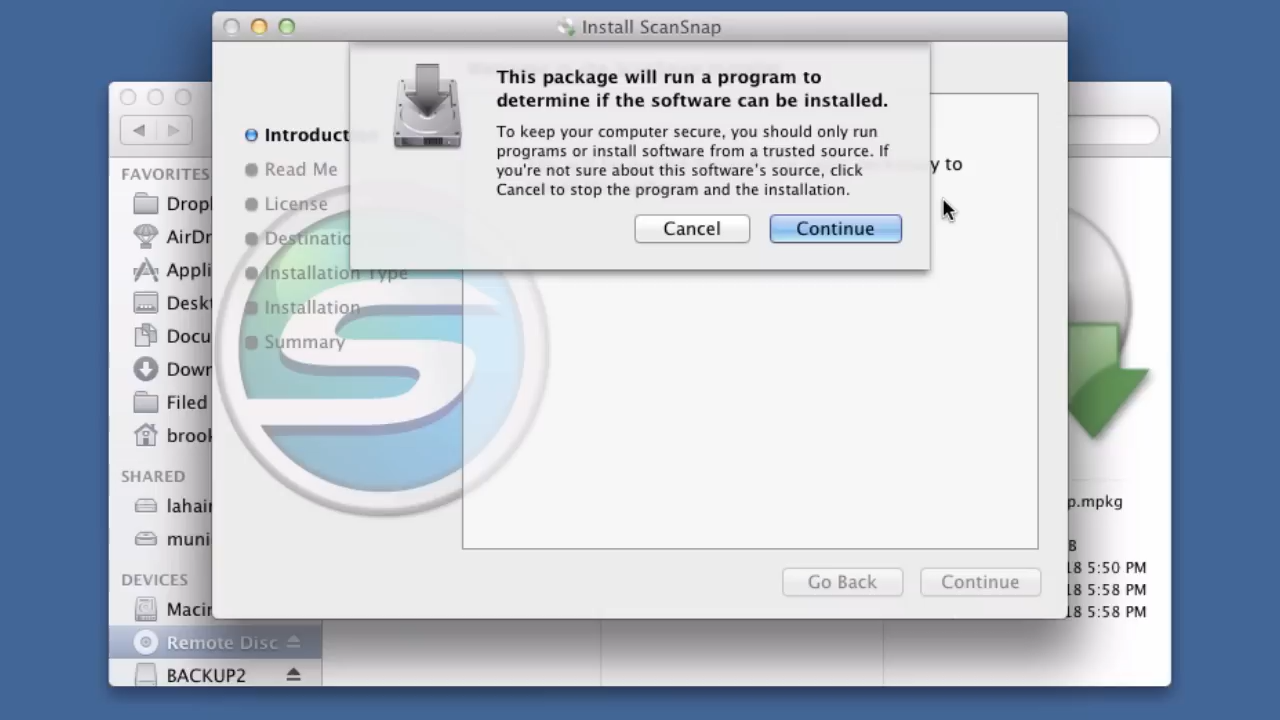 Install ScanSnap
This package will run a program to
determine if the software can be installed.
To keep your computer secure, you should only run
programs or install software from a trusted source. If
you're not sure about this software's source, click
Cancel to stop the program and the installation.
Cancel
Continue
Introduct
Read Me
License
Destinatio
Installation Type
Installation
Summary
y to
Go Back
Continue
FAVORITES
Dropl
AirDr
Appli
Deskt
Docu
Down
Filed
brook
SHARED
lahain
muni
DEVICES
Macin
Remote Disc
BACKUP2
p.mpkg
B
18 5:50 PM
18 5:58 PM
18 5:58 PM